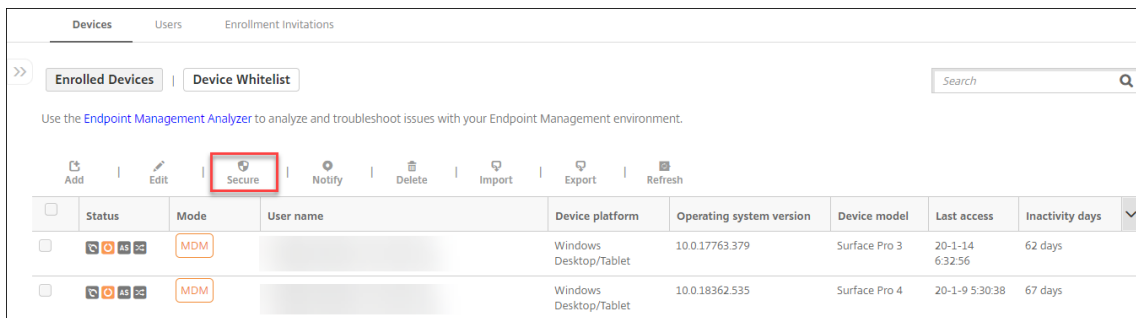 Devices Users Enrollment Invitations
Enrolled Devices | Device Whitelist Search
Use the Endpoint Management Analyzer to analyze and troubleshoot issues with your Endpoint Management environment.
Add | Edit | Secure | Notify | Delete | Import | Export | Refresh
Status Mode User name Device platform Operating system version Device model Last access Inactivity days
AS MDM Windows Desktop/Tablet 10.0.17763.379 Surface Pro 3 20-1-14 6:32:56 62 days
AS MDM Windows Desktop/Tablet 10.0.18362.535 Surface Pro 4 20-1-9 5:30:38 67 days